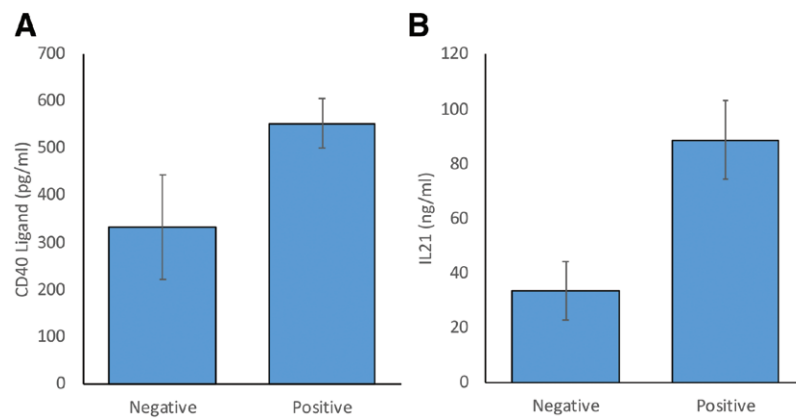 A
CD40 Ligand (pg/ml)
700
600
500
400
300
200
100
0
Negative
Positive
B
IL21 (ng/ml)
120
100
80
60
40
20
0
Negative
Positive